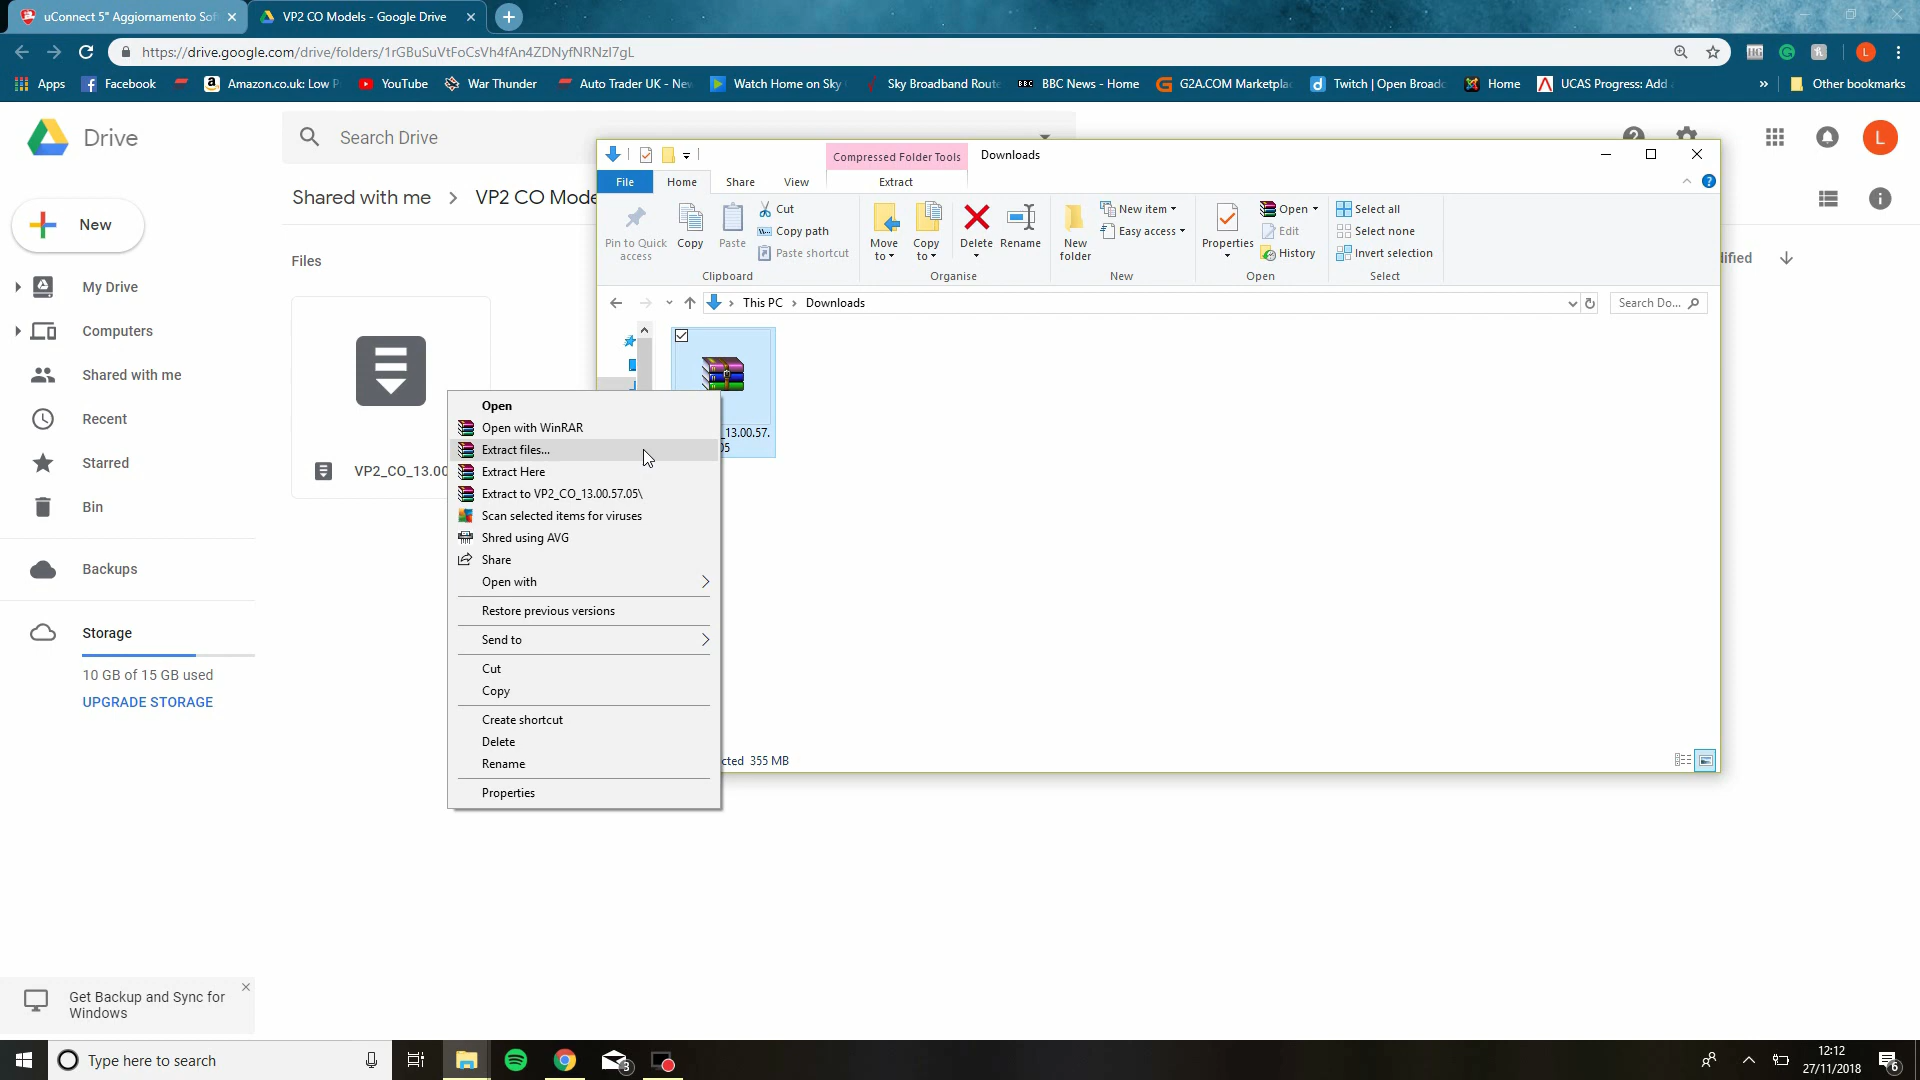 uConnect 5" Aggiornamento Sof
VP2 CO Models - Google Drive
https://drive.google.com/drive/folders/1rGBuSuVtFoCsVh4fAn4ZDNyfNRNzI7gL
Apps
Facebook
Amazon.co.uk: Low P
YouTube
War Thunder
Auto Trader UK - New
Watch Home on Sky
Sky Broadband Route
BBC News - Home
G2A.COM Marketplac
Twitch | Open Broadc
Home
UCAS Progress: Add
»
Other bookmarks
Drive
Search Drive
L
Shared with me > VP2 CO Mode
New
Files
My Drive
Computers
Shared with me
Recent
Starred
Bin
Backups
Storage
10 GB of 15 GB used
UPGRADE STORAGE
Get Backup and Sync for
Windows
VP2_CO_13.00
ified
Compressed Folder Tools
Downloads
File
Home
Share
View
Extract
Pin to Quick
access
Copy
Paste
Cut
Copy path
Paste shortcut
Clipboard
Move
to
Copy
to
Delete
Rename
Organise
New
folder
New item
Easy access
New
Properties
Open
Edit
History
Open
Select all
Select none
Invert selection
Select
This PC > Downloads
Search Do...
_13.00.57.
05
cted 355 MB
Open
Open with WinRAR
Extract files...
Extract Here
Extract to VP2_CO_13.00.57.05\
Scan selected items for viruses
Shred using AVG
Share
Open with
Restore previous versions
Send to
Cut
Copy
Create shortcut
Delete
Rename
Properties
Type here to search
3
12:12
27/11/2018
6